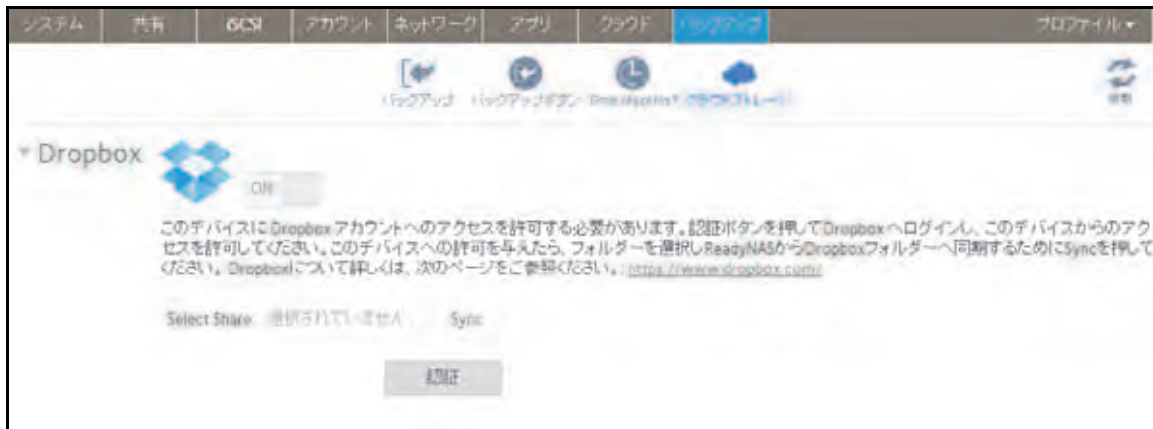 システム 共有 iSCSI アカウント ネットワーク アプリ クラウド バックアップ プロファイル▾
バックアップ バックアップボタン Time Machine クラウドストレージ
Dropbox
ON
このデバイスにDropboxアカウントへのアクセスを許可する必要があります。認証ボタンを押してDropboxへログインし、このデバイスからのアク
セスを許可してください。このデバイスへの許可を与えたら、フォルダーを選択しReadyNASからDropboxフォルダーへ同期するためにSyncを押して
ください。Dropboxについて詳しくは、次のページをご参照ください。: https://www.dropbox.com/
Select Share: 選択されていません Sync
認証